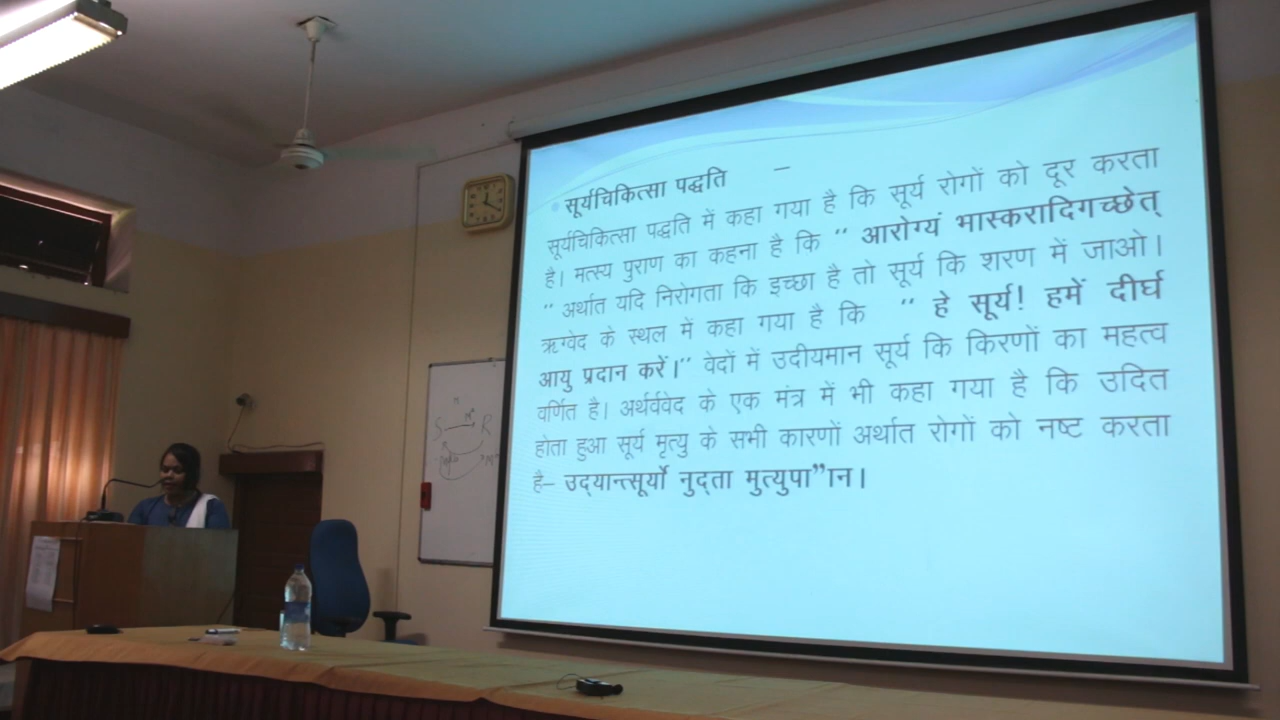 सूर्यचिकित्सा पद्धति –
सूर्यचिकित्सा पद्धति में कहा गया है कि सूर्य रोगों को दूर करता
है। मत्स्य पुराण का कहना है कि “ आरोग्यं भास्करादिगच्छेत्
“ अर्थात यदि निरोगता कि इच्छा है तो सूर्य कि शरण में जाओ।
ऋग्वेद के स्थल में कहा गया है कि “ हे सूर्य! हमें दीर्घ
आयु प्रदान करें।” वेदों में उदीयमान सूर्य कि किरणों का महत्व
वर्णित है। अर्थर्ववेद के एक मंत्र में भी कहा गया है कि उदित
होता हुआ सूर्य मृत्यु के सभी कारणों अर्थात रोगों को नष्ट करता
है– उद्यान्त्सूर्यो नुद्ता मुत्युपा”ान।
S R